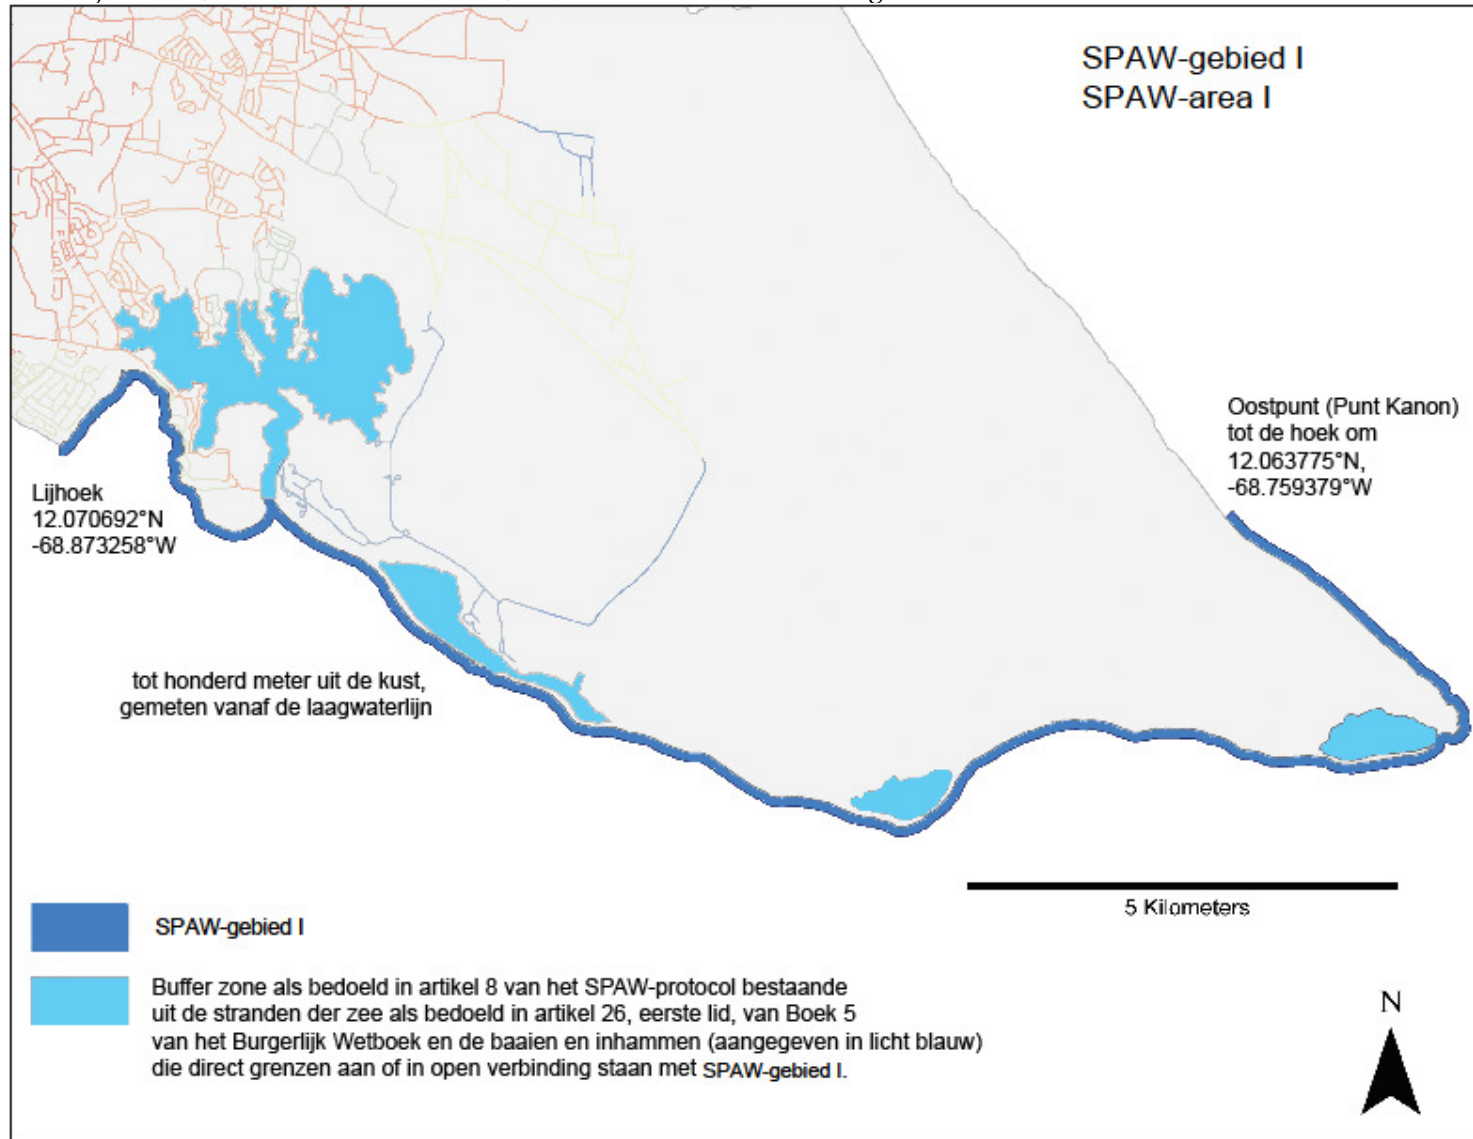 SPAW-gebied I
SPAW-area I
Oostpunt (Punt Kanon)
tot de hoek om
12.063775°N,
-68.759379°W
Lijhoek
12.070692°N
-68.873258°W
tot honderd meter uit de kust,
gemeten vanaf de laagwaterlijn
5 Kilometers
SPAW-gebied I
Buffer zone als bedoeld in artikel 8 van het SPAW-protocol bestaande
uit de stranden der zee als bedoeld in artikel 26, eerste lid, van Boek 5
van het Burgerlijk Wetboek en de baaien en inhammen (aangegeven in licht blauw)
die direct grenzen aan of in open verbinding staan met SPAW-gebied I.
N